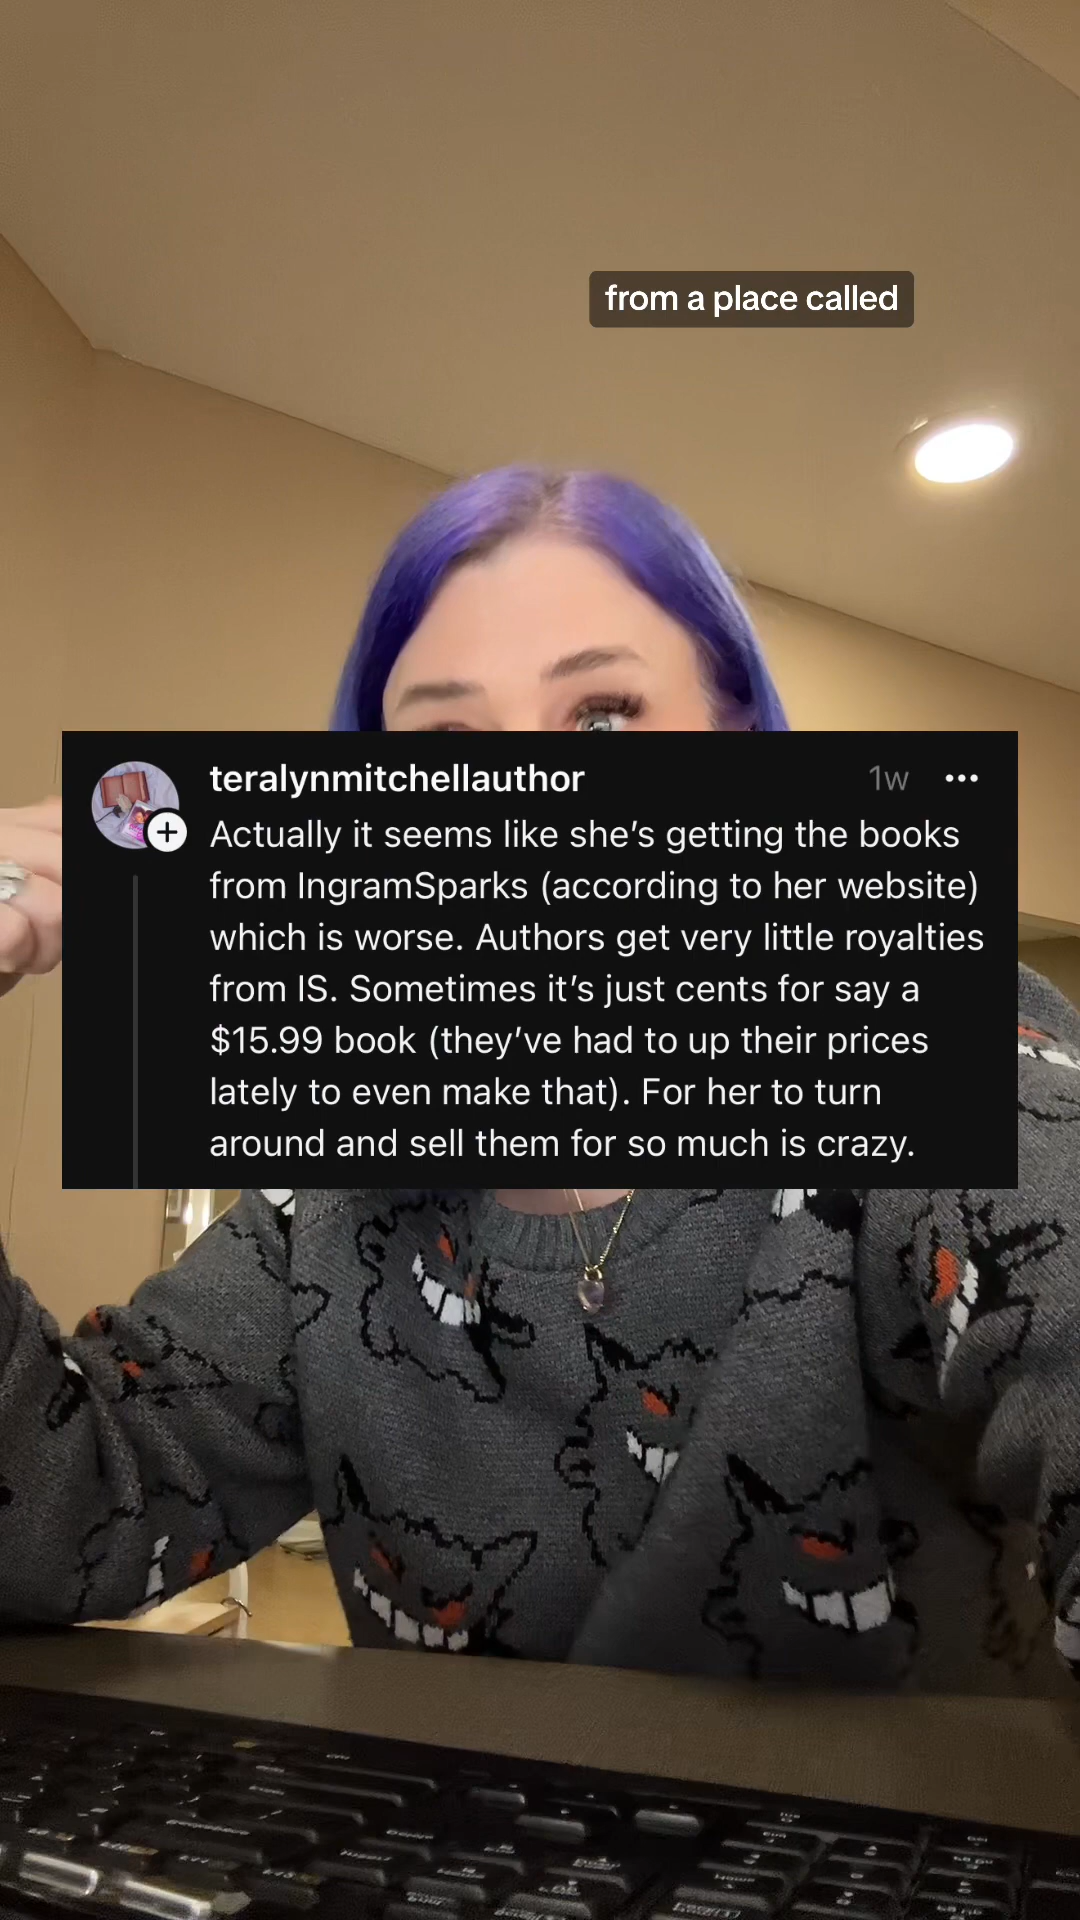 from a place called
teralynmitchellauthor 1w
Actually it seems like she's getting the books
from IngramSparks (according to her website)
which is worse. Authors get very little royalties
from IS. Sometimes it's just cents for say a
$15.99 book (they've had to up their prices
lately to even make that). For her to turn
around and sell them for so much is crazy.